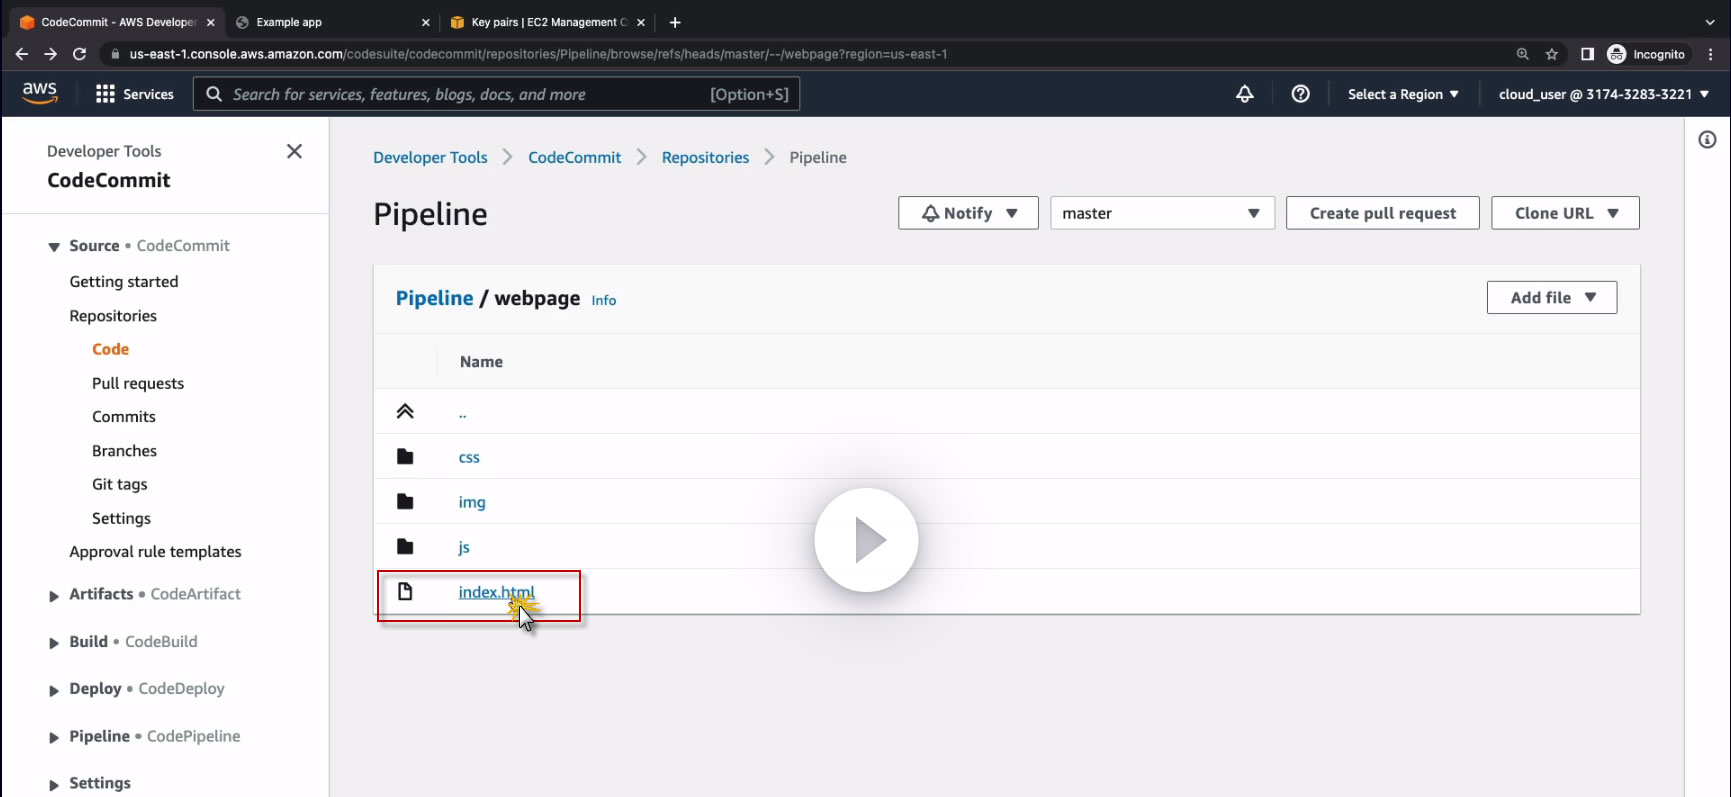 CodeCommit - AWS Developer
Example app
Key pairs | EC2 Management C
us-east-1.console.aws.amazon.com/codesuite/codecommit/repositories/Pipeline/browse/refs/heads/master/--/webpage?region=us-east-1
Incognito
aws
Services
Search for services, features, blogs, docs, and more
[Option+S]
Select a Region
cloud_user @ 3174-3283-3221
Developer Tools
CodeCommit
Source • CodeCommit
Getting started
Repositories
Code
Pull requests
Commits
Branches
Git tags
Settings
Approval rule templates
Artifacts • CodeArtifact
Build • CodeBuild
Deploy • CodeDeploy
Pipeline • CodePipeline
Settings
Developer Tools > CodeCommit > Repositories > Pipeline
Pipeline
Notify
master
Create pull request
Clone URL
Pipeline / webpage Info
Add file
Name
..
css
img
js
index.html